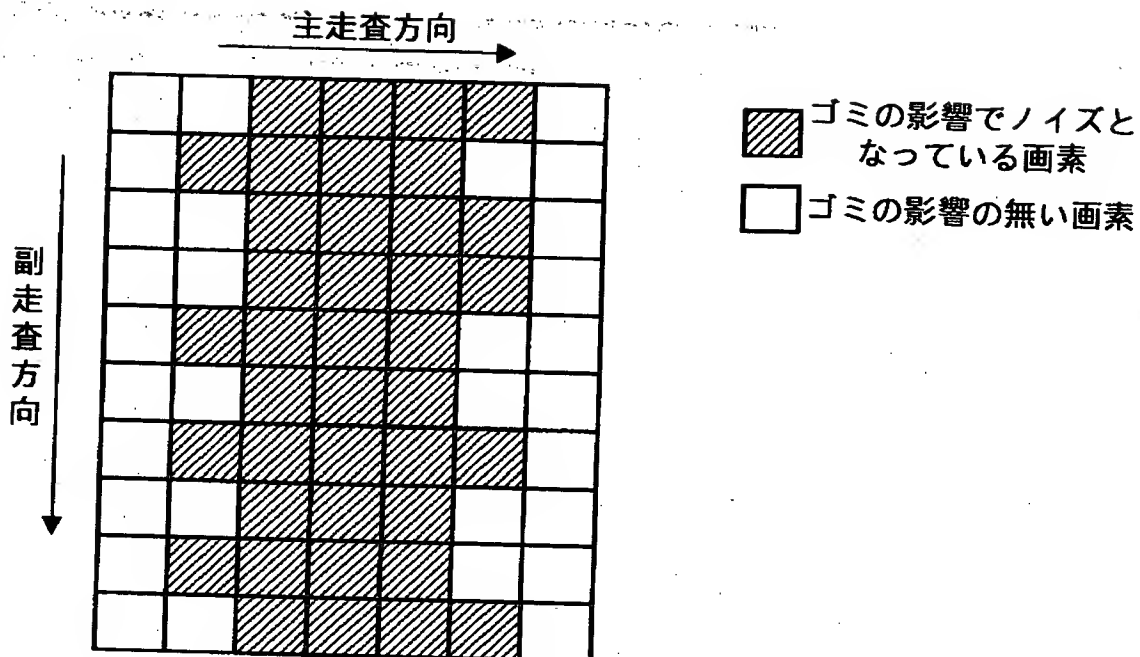 主走査方向
副走査方向
ゴミの影響でノイズと
なっている画素
ゴミの影響の無い画素